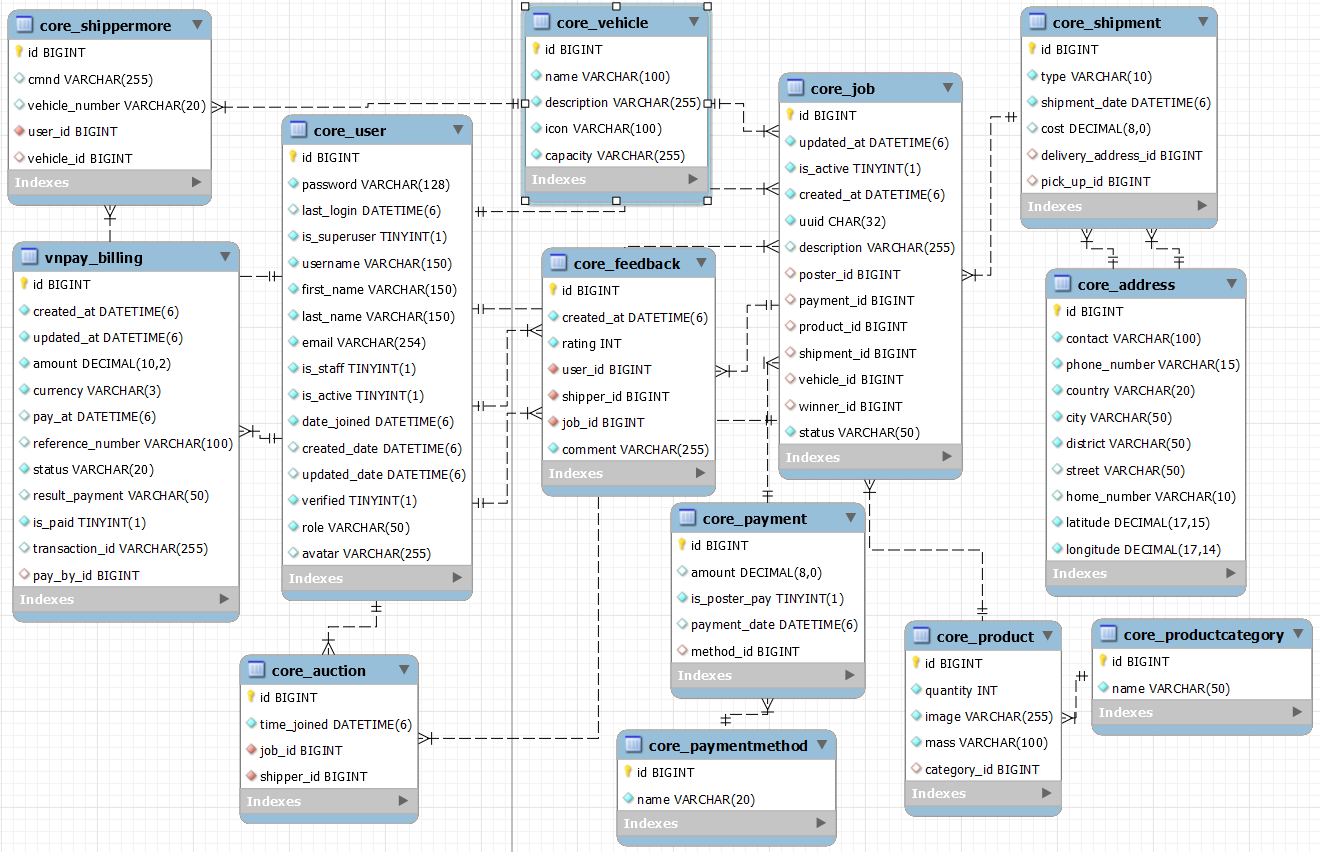 core_shippermore
id BIGINT
cmnd VARCHAR(255)
vehicle_number VARCHAR(20)
user_id BIGINT
vehicle_id BIGINT
Indexes
core_vehicle
id BIGINT
name VARCHAR(100)
description VARCHAR(255)
icon VARCHAR(100)
capacity VARCHAR(255)
Indexes
core_shipment
id BIGINT
type VARCHAR(10)
shipment_date DATETIME(6)
cost DECIMAL(8,0)
delivery_address_id BIGINT
pick_up_id BIGINT
Indexes
core_job
id BIGINT
updated_at DATETIME(6)
is_active TINYINT(1)
created_at DATETIME(6)
uuid CHAR(32)
description VARCHAR(255)
poster_id BIGINT
payment_id BIGINT
product_id BIGINT
shipment_id BIGINT
vehicle_id BIGINT
winner_id BIGINT
status VARCHAR(50)
Indexes
core_user
id BIGINT
password VARCHAR(128)
last_login DATETIME(6)
is_superuser TINYINT(1)
username VARCHAR(150)
first_name VARCHAR(150)
last_name VARCHAR(150)
email VARCHAR(254)
is_staff TINYINT(1)
is_active TINYINT(1)
date_joined DATETIME(6)
created_date DATETIME(6)
updated_date DATETIME(6)
verified TINYINT(1)
role VARCHAR(50)
avatar VARCHAR(255)
Indexes
vnpay_billing
id BIGINT
created_at DATETIME(6)
updated_at DATETIME(6)
amount DECIMAL(10,2)
currency VARCHAR(3)
pay_at DATETIME(6)
reference_number VARCHAR(100)
status VARCHAR(20)
result_payment VARCHAR(50)
is_paid TINYINT(1)
transaction_id VARCHAR(255)
pay_by_id BIGINT
Indexes
core_feedback
id BIGINT
created_at DATETIME(6)
rating INT
user_id BIGINT
shipper_id BIGINT
job_id BIGINT
comment VARCHAR(255)
Indexes
core_address
id BIGINT
contact VARCHAR(100)
phone_number VARCHAR(15)
country VARCHAR(20)
city VARCHAR(50)
district VARCHAR(50)
street VARCHAR(50)
home_number VARCHAR(10)
latitude DECIMAL(17,15)
longitude DECIMAL(17,14)
Indexes
core_payment
id BIGINT
amount DECIMAL(8,0)
is_poster_pay TINYINT(1)
payment_date DATETIME(6)
method_id BIGINT
Indexes
core_product
id BIGINT
quantity INT
image VARCHAR(255)
mass VARCHAR(100)
category_id BIGINT
Indexes
core_productcategory
id BIGINT
name VARCHAR(50)
Indexes
core_auction
id BIGINT
time_joined DATETIME(6)
job_id BIGINT
shipper_id BIGINT
Indexes
core_paymentmethod
id BIGINT
name VARCHAR(20)
Indexes